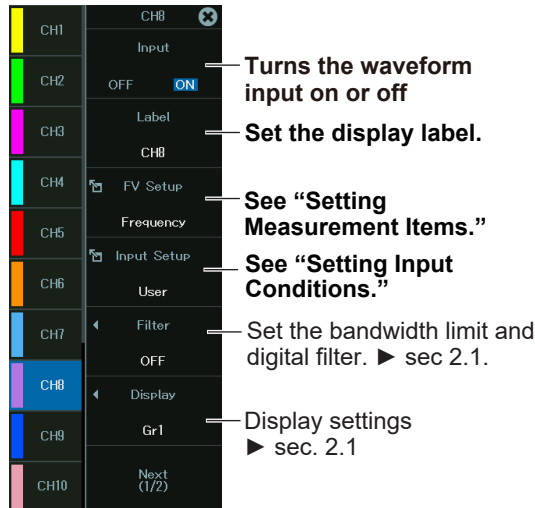 CH1
CH2
CH3
CH4
CH5
CH6
CH7
CH8
CH9
CH10
CH8
Input
OFF ON
Label
CH8
FV Setup
Frequency
Input Setup
User
Filter
OFF
Display
Gr1
Next
(1/2)
Turns the waveform
input on or off
Set the display label.
See “Setting
Measurement Items.”
See “Setting Input
Conditions.”
Set the bandwidth limit and
digital filter. ► sec 2.1.
Display settings
► sec. 2.1